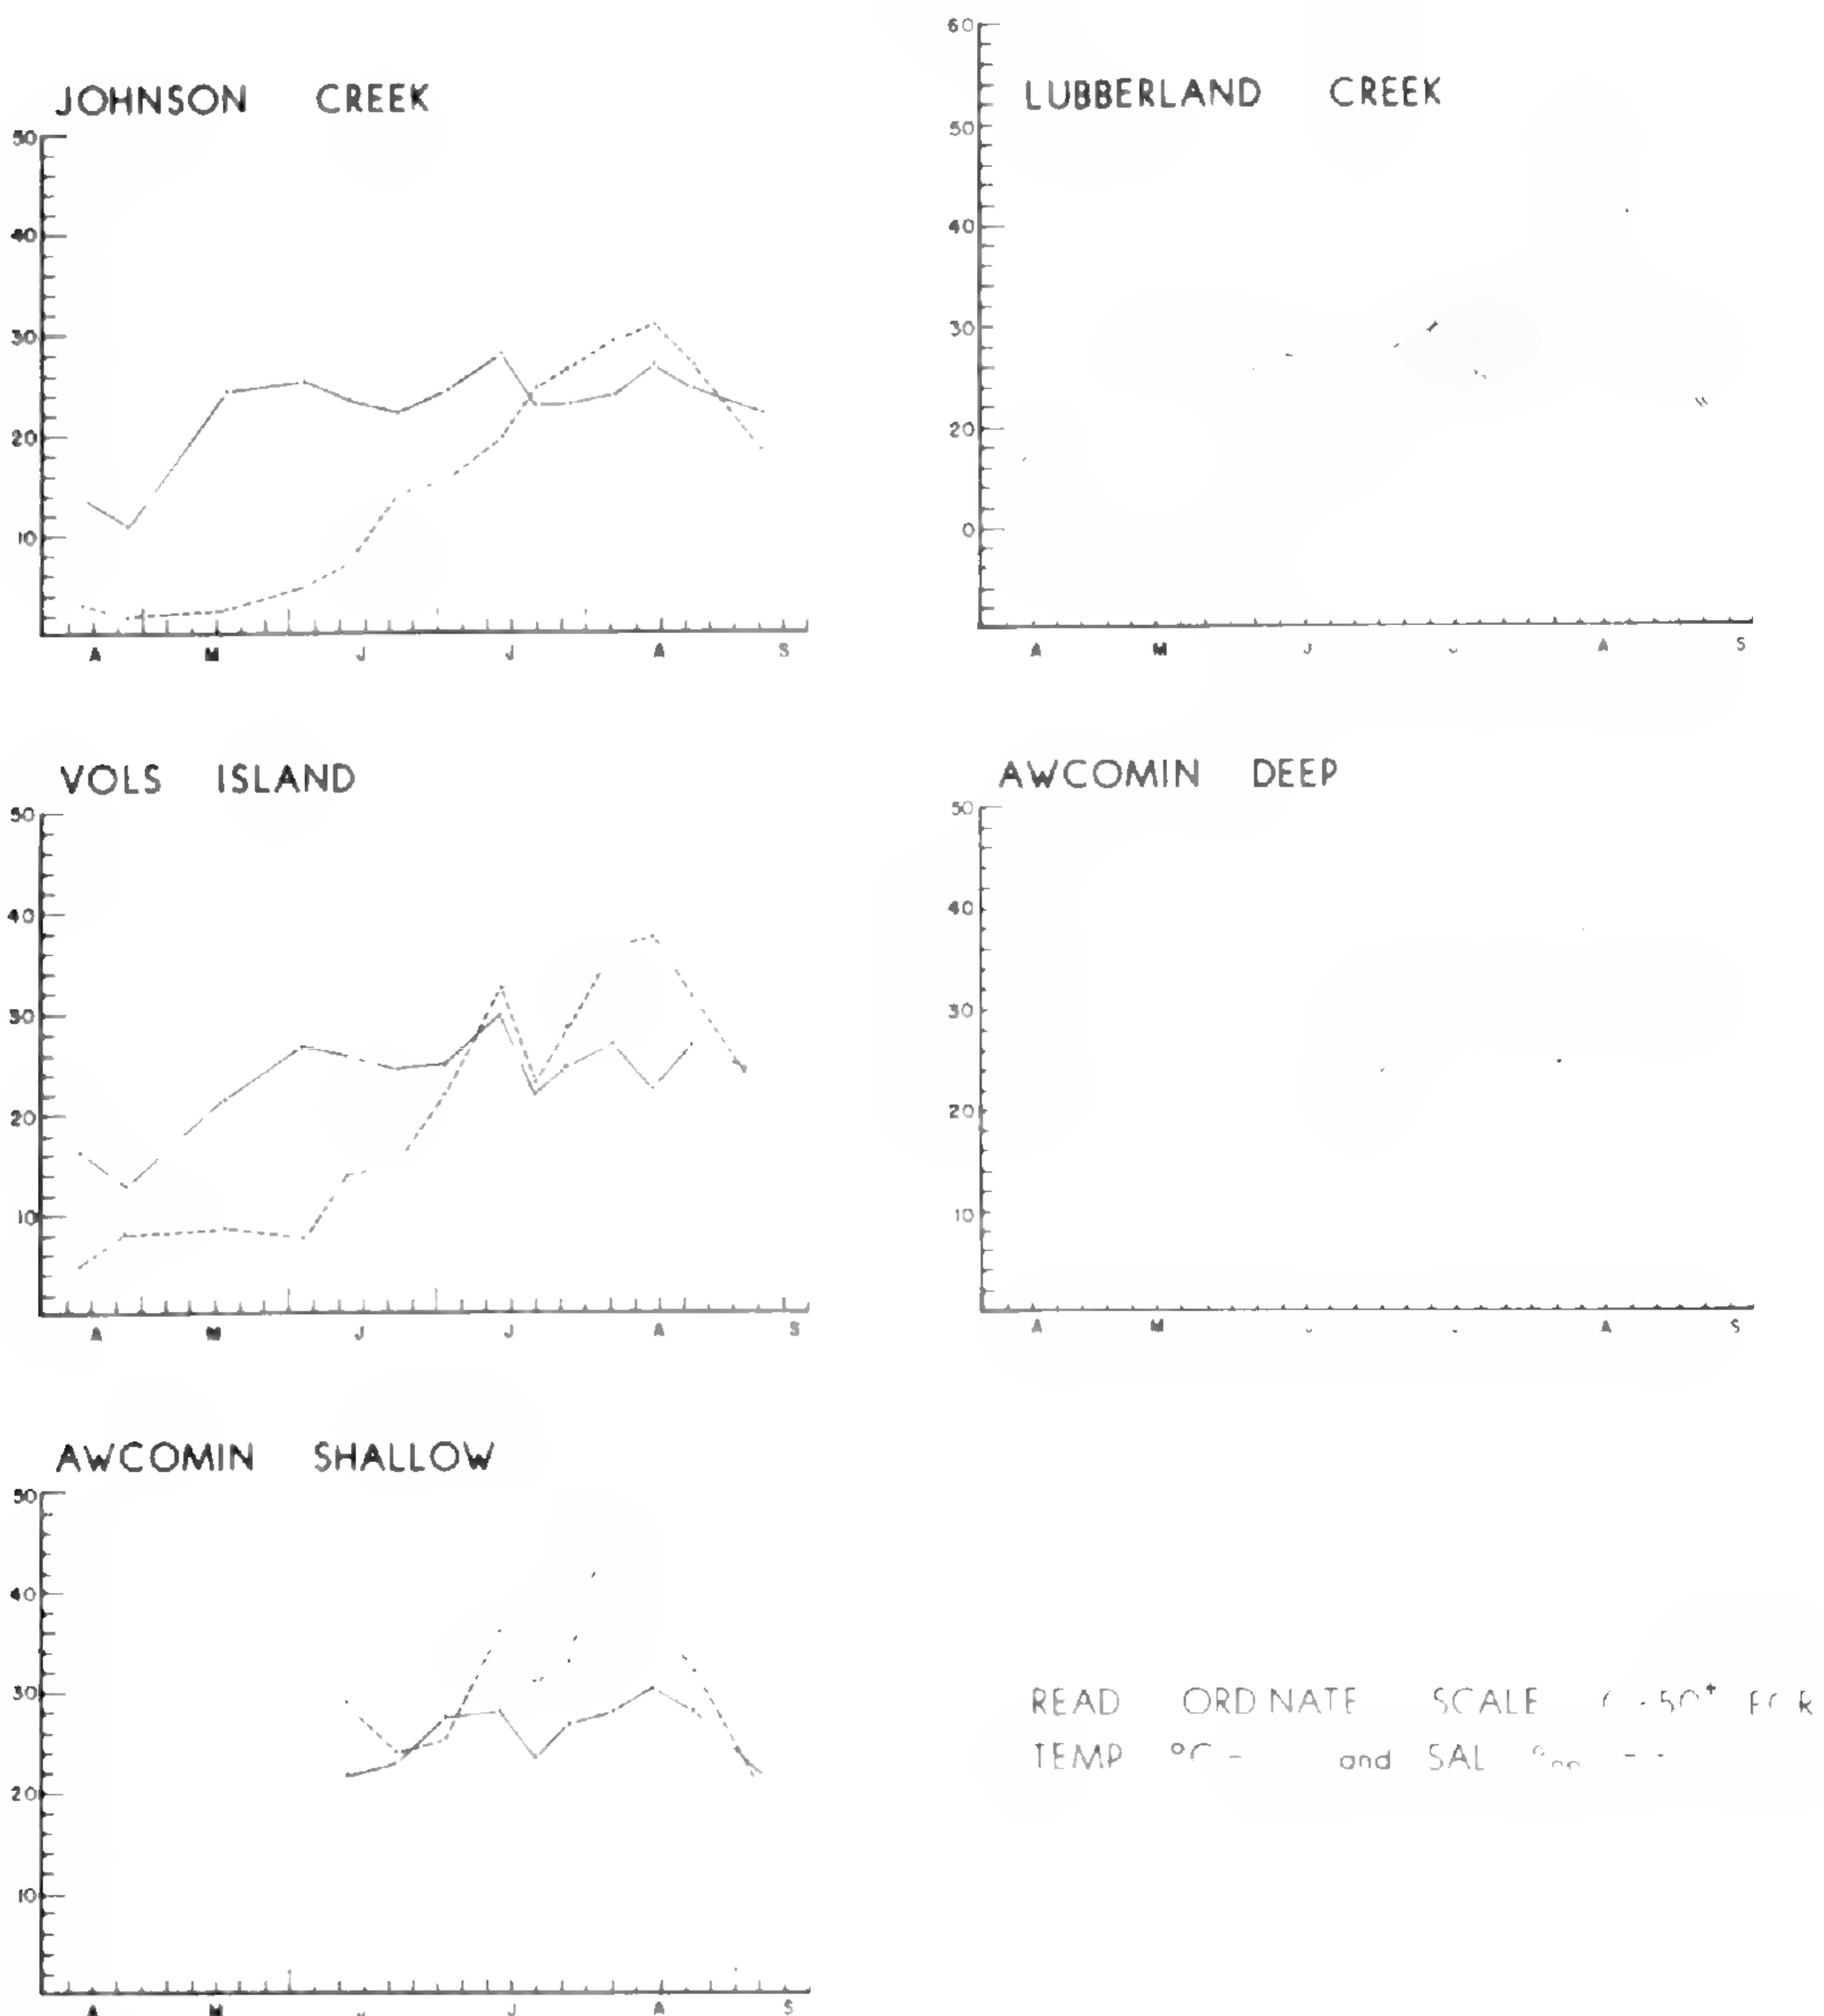 JOHNSON CREEK
50
40
30
20
10
A M J J A S
LUBBERLAND CREEK
60
50
40
30
20
0
A M J J A S
VOLS ISLAND
50
40
30
20
10
A M J J A S
AWCOMIN DEEP
50
40
30
20
10
A M A S
AWCOMIN SHALLOW
50
40
30
20
10
A M J A S
READ ORD NATE SCALE 50+ FOR
TEMP °C - and SAL - -